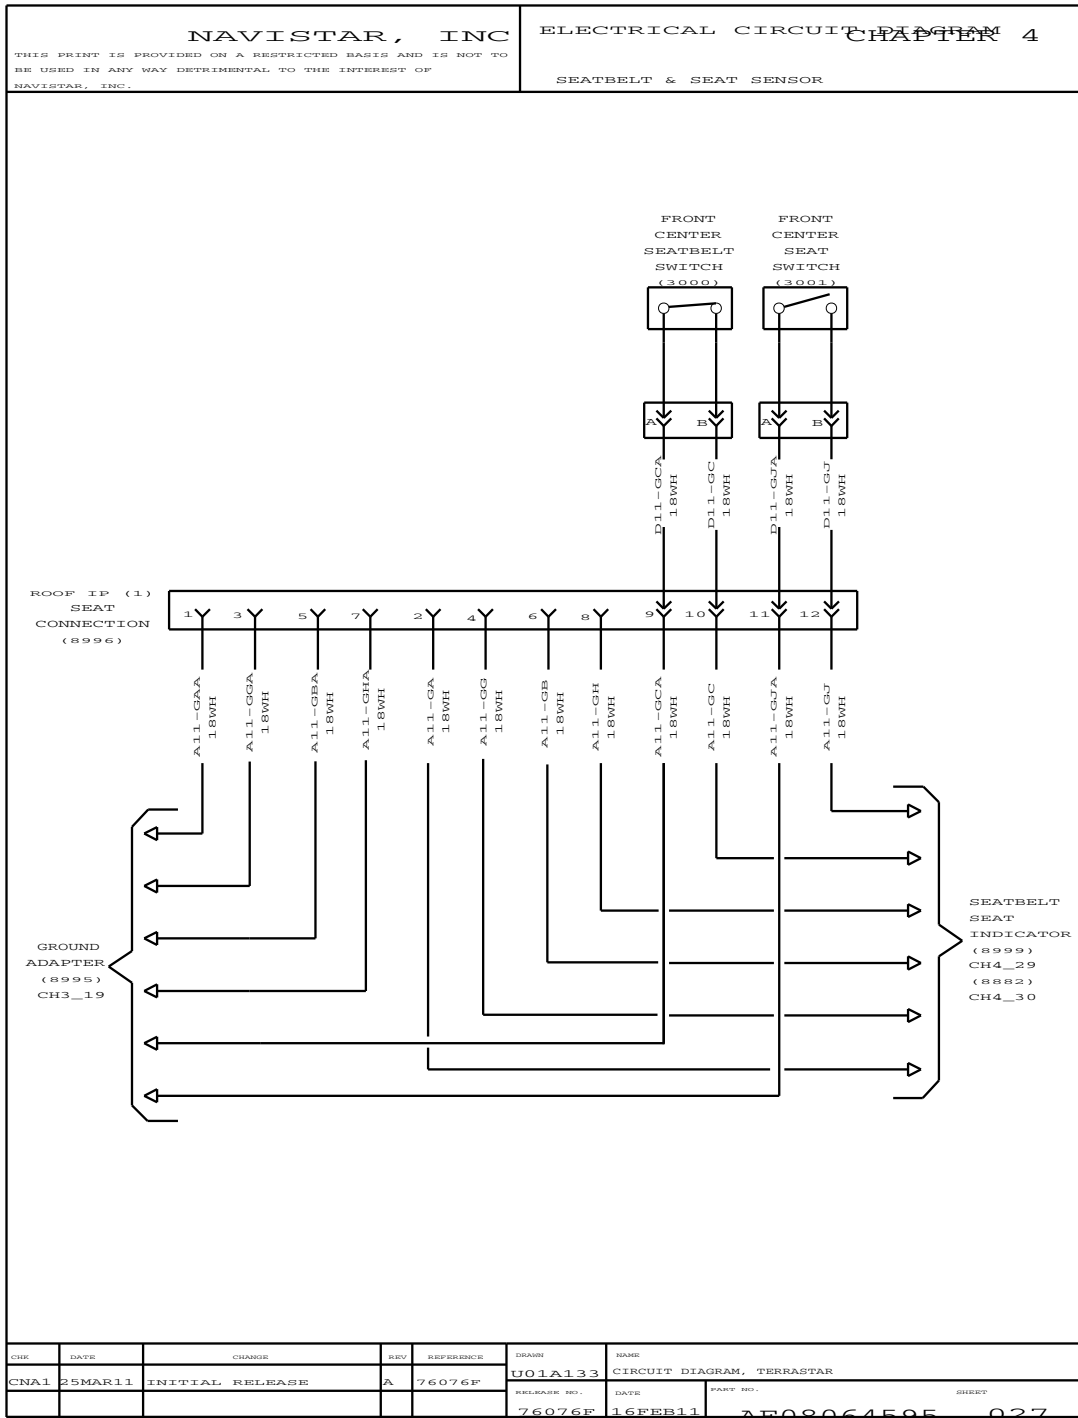 NAVISTAR, INC
THIS PRINT IS PROVIDED ON A RESTRICTED BASIS AND IS NOT TO
BE USED IN ANY WAY DETRIMENTAL TO THE INTEREST OF
NAVISTAR, INC.
ELECTRICAL CIRCUIT DIAGRAM
CHAPTER 4
SEATBELT & SEAT SENSOR
FRONT
CENTER
SEATBELT
SWITCH
(3000)
FRONT
CENTER
SEAT
SWITCH
(3001)
A B A B
D11-GCA
18WH
D11-GC
18WH
D11-GJA
18WH
D11-GJ
18WH
ROOF IP (1)
SEAT
CONNECTION
(8996)
1 3 5 7 2 4 6 8 9 10 11 12
A11-GAA
18WH
A11-GGA
18WH
A11-GBA
18WH
A11-GHA
18WH
A11-GA
18WH
A11-GG
18WH
A11-GB
18WH
A11-GH
18WH
A11-GCA
18WH
A11-GC
18WH
A11-GJA
18WH
A11-GJ
18WH
GROUND
ADAPTER
(8995)
CH3_19
SEATBELT
SEAT
INDICATOR
(8999)
CH4_29
(8882)
CH4_30
CHK DATE CHANGE REV REFERENCE
CNA1 25MAR11 INITIAL RELEASE A 76076F
DRAWN
U01A133
NAME
CIRCUIT DIAGRAM, TERRASTAR
RELEASE NO.
76076F
DATE
16FEB11
PART NO. SHEET
AE08064595 027